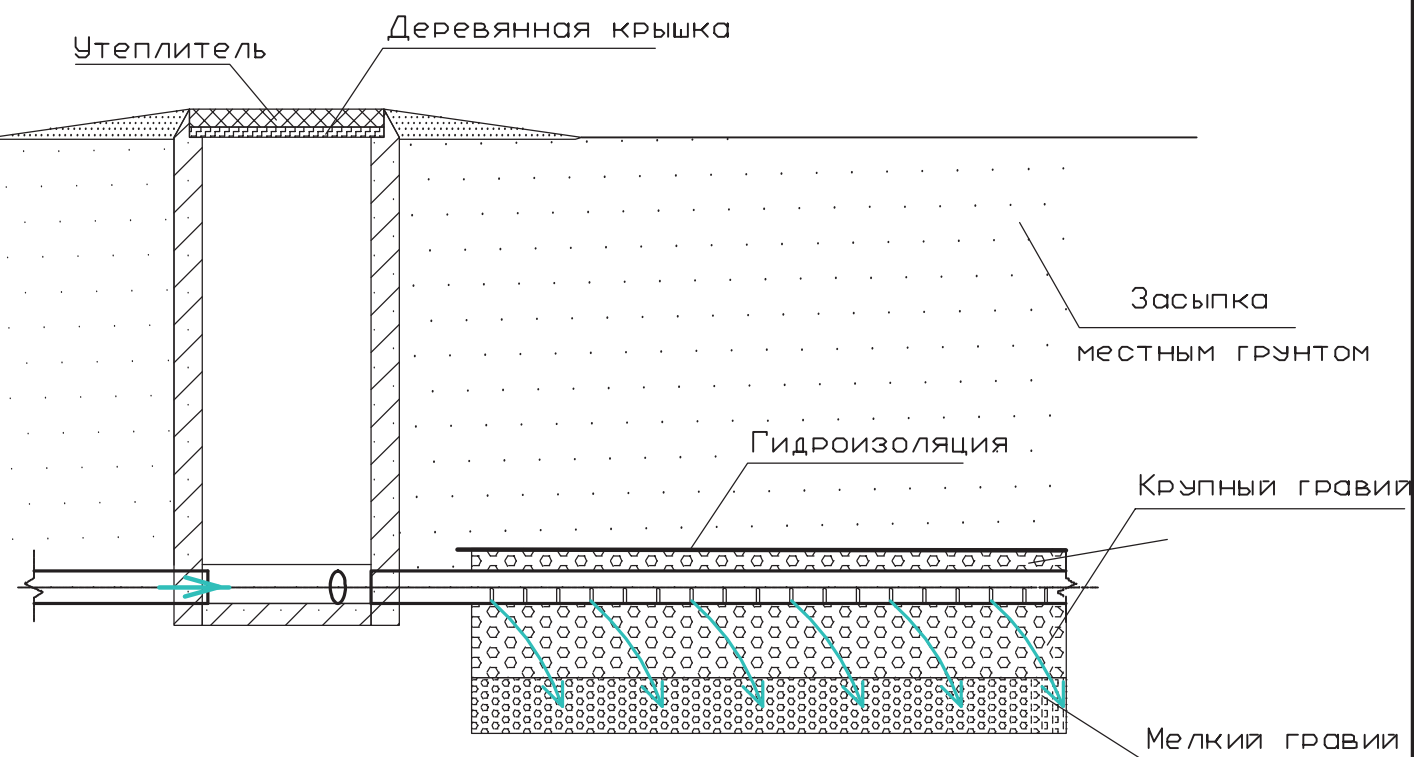 Деревянная крышка
Утеплитель
Засыпка
местным грунтом
Гидроизоляция
Крупный гравий
Мелкий гравий